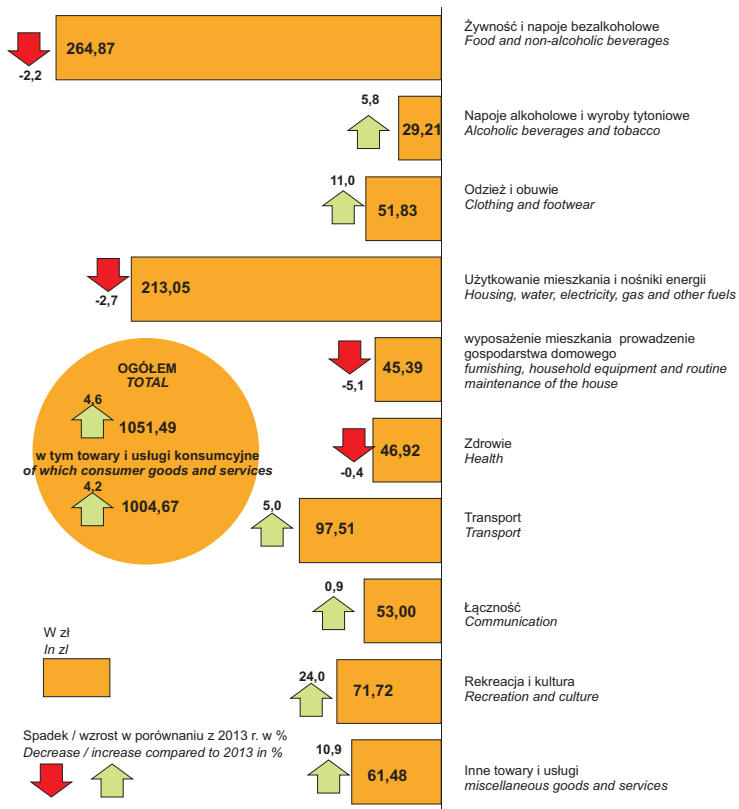 Żywność i napoje bezalkoholowe
Food and non-alcoholic beverages
264,87
-2,2
5,8
29,21
Napoje alkoholowe i wyroby tytoniowe
Alcoholic beverages and tobacco
11,0
51,83
Odzież i obuwie
Clothing and footwear
-2,7
213,05
Użytkowanie mieszkania i nośniki energii
Housing, water, electricity, gas and other fuels
-5,1
45,39
wyposażenie mieszkania prowadzenie
gospodarstwa domowego
furnishing, household equipment and routine
maintenance of the house
OGÓŁEM
TOTAL
4,6
1051,49
w tym towary i usługi konsumcyjne
of which consumer goods and services
4,2
1004,67
-0,4
46,92
Zdrowie
Health
5,0
97,51
Transport
Transport
0,9
53,00
Łączność
Communication
24,0
71,72
Rekreacja i kultura
Recreation and culture
10,9
61,48
Inne towary i usługi
miscellaneous goods and services
W zł
In zl
Spadek / wzrost w porównaniu z 2013 r. w %
Decrease / increase compared to 2013 in %